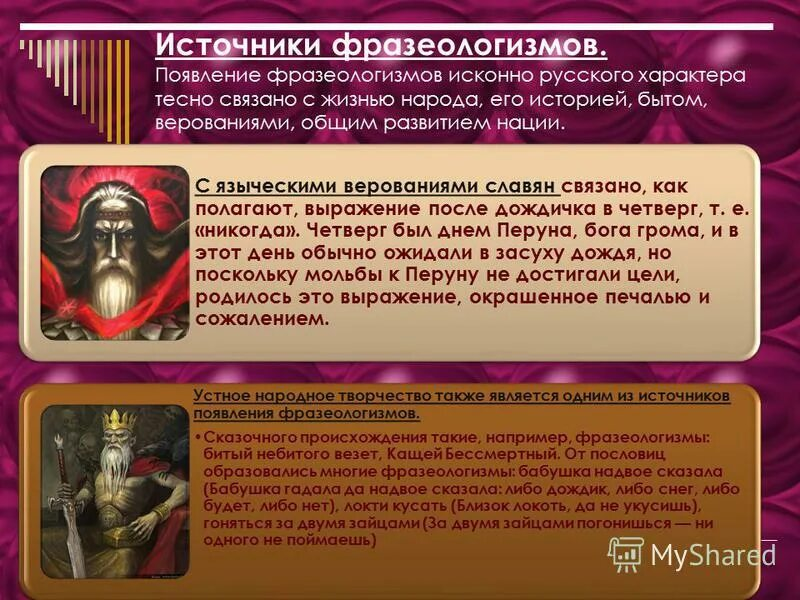 Источники фразеологизмов.
Появление фразеологизмов исконно русского характера
тесно связано с жизнью народа, его историей, бытом,
верованиями, общим развитием нации.
С языческими верованиями славян связано, как
полагают, выражение после дождичка в четверг, т. е.
«никогда». Четверг был днем Перуна, бога грома, и в
этот день обычно ожидали в засуху дождя, но
поскольку мольбы к Перуну не достигали цели,
родилось это выражение, окрашенное печалью и
сожалением.
Устное народное творчество также является одним из источников
появления фразеологизмов.
• Сказочного происхождения такие, например, фразеологизмы:
битый небитого везет, Кащей Бессмертный. От пословиц
образовались многие фразеологизмы: бабушка надвое сказала
(Бабушка гадала да надвое сказала: либо дождик, либо снег, либо
будет, либо нет), локти кусать (Близок локоть, да не укусишь),
гоняться за двумя зайцами (За двумя зайцами погонишься — ни
одного не поймаешь)
MyShared